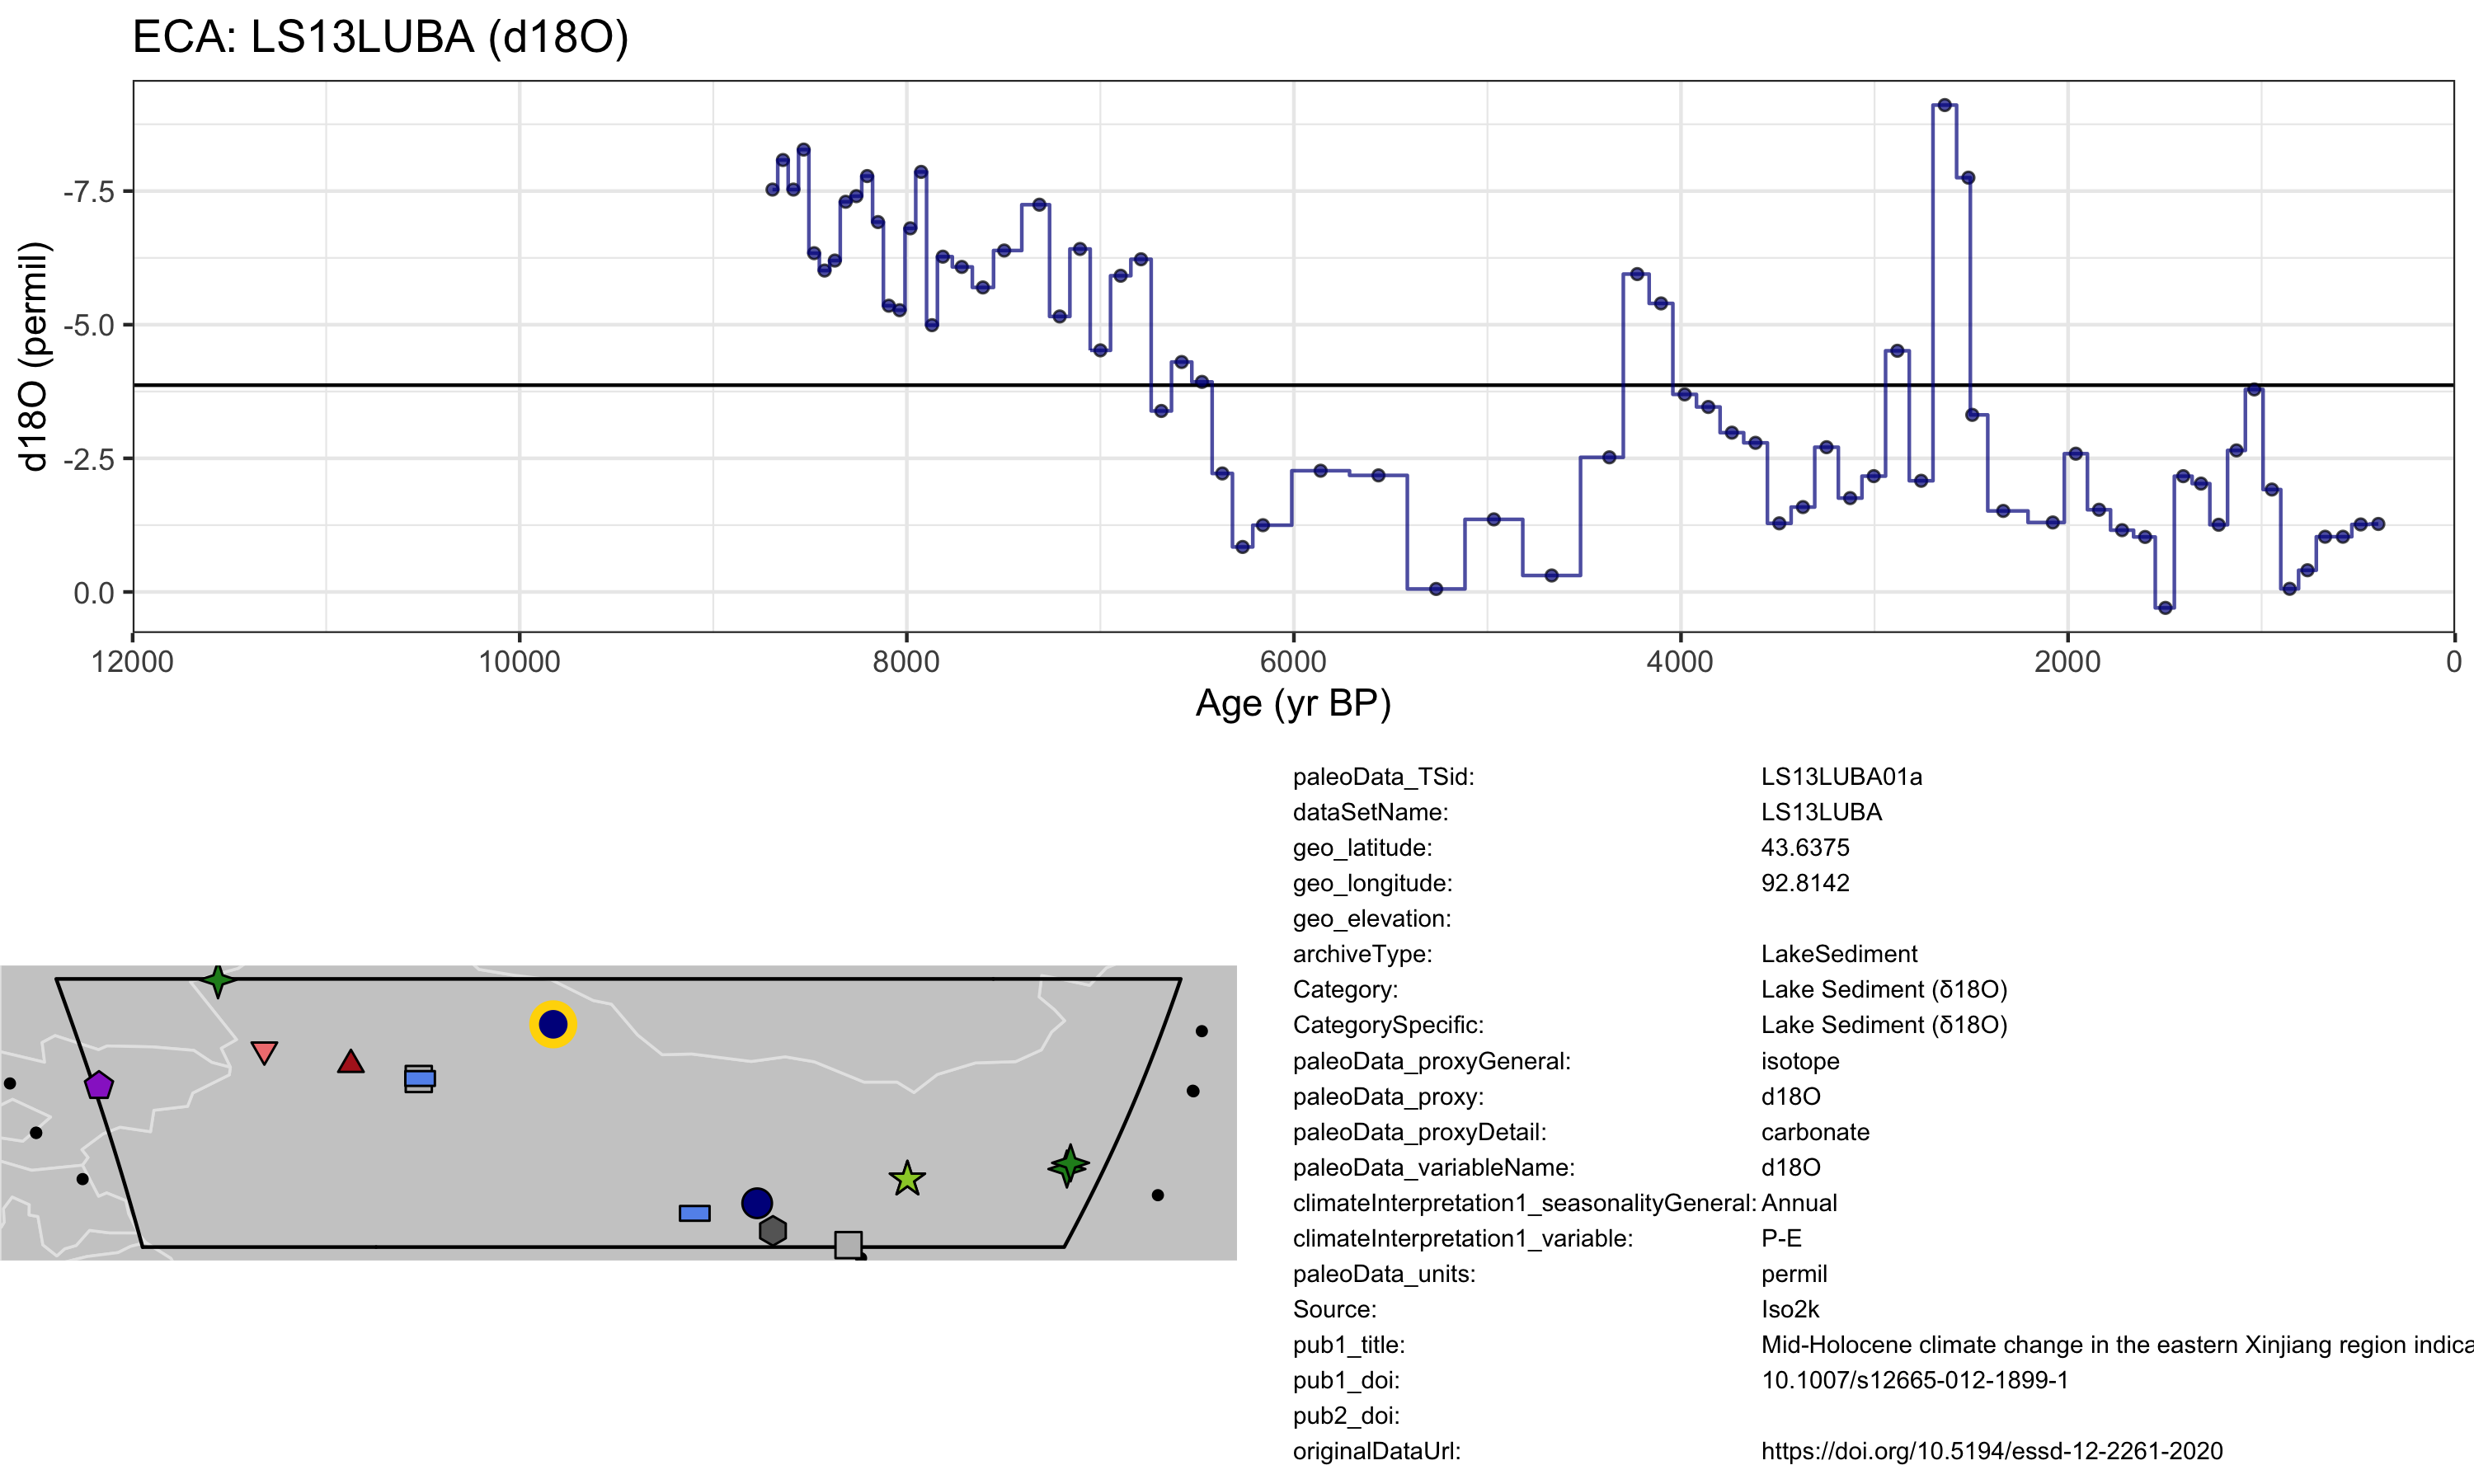 ECA: LS13LUBA (d18O)
d18O (permil)
-7.5
-5.0
-2.5
0.0
12000 10000 8000 6000 4000 2000 0
Age (yr BP)
paleoData_TSid: LS13LUBA01a
dataSetName: LS13LUBA
geo_latitude: 43.6375
geo_longitude: 92.8142
geo_elevation:
archiveType: LakeSediment
Category: Lake Sediment (δ18O)
CategorySpecific: Lake Sediment (δ18O)
paleoData_proxyGeneral: isotope
paleoData_proxy: d18O
paleoData_proxyDetail: carbonate
paleoData_variableName: d18O
climateInterpretation1_seasonalityGeneral: Annual
climateInterpretation1_variable: P-E
paleoData_units: permil
Source: Iso2k
pub1_title: Mid-Holocene climate change in the eastern Xinjiang region indica
pub1_doi: 10.1007/s12665-012-1899-1
pub2_doi:
originalDataUrl: https://doi.org/10.5194/essd-12-2261-2020